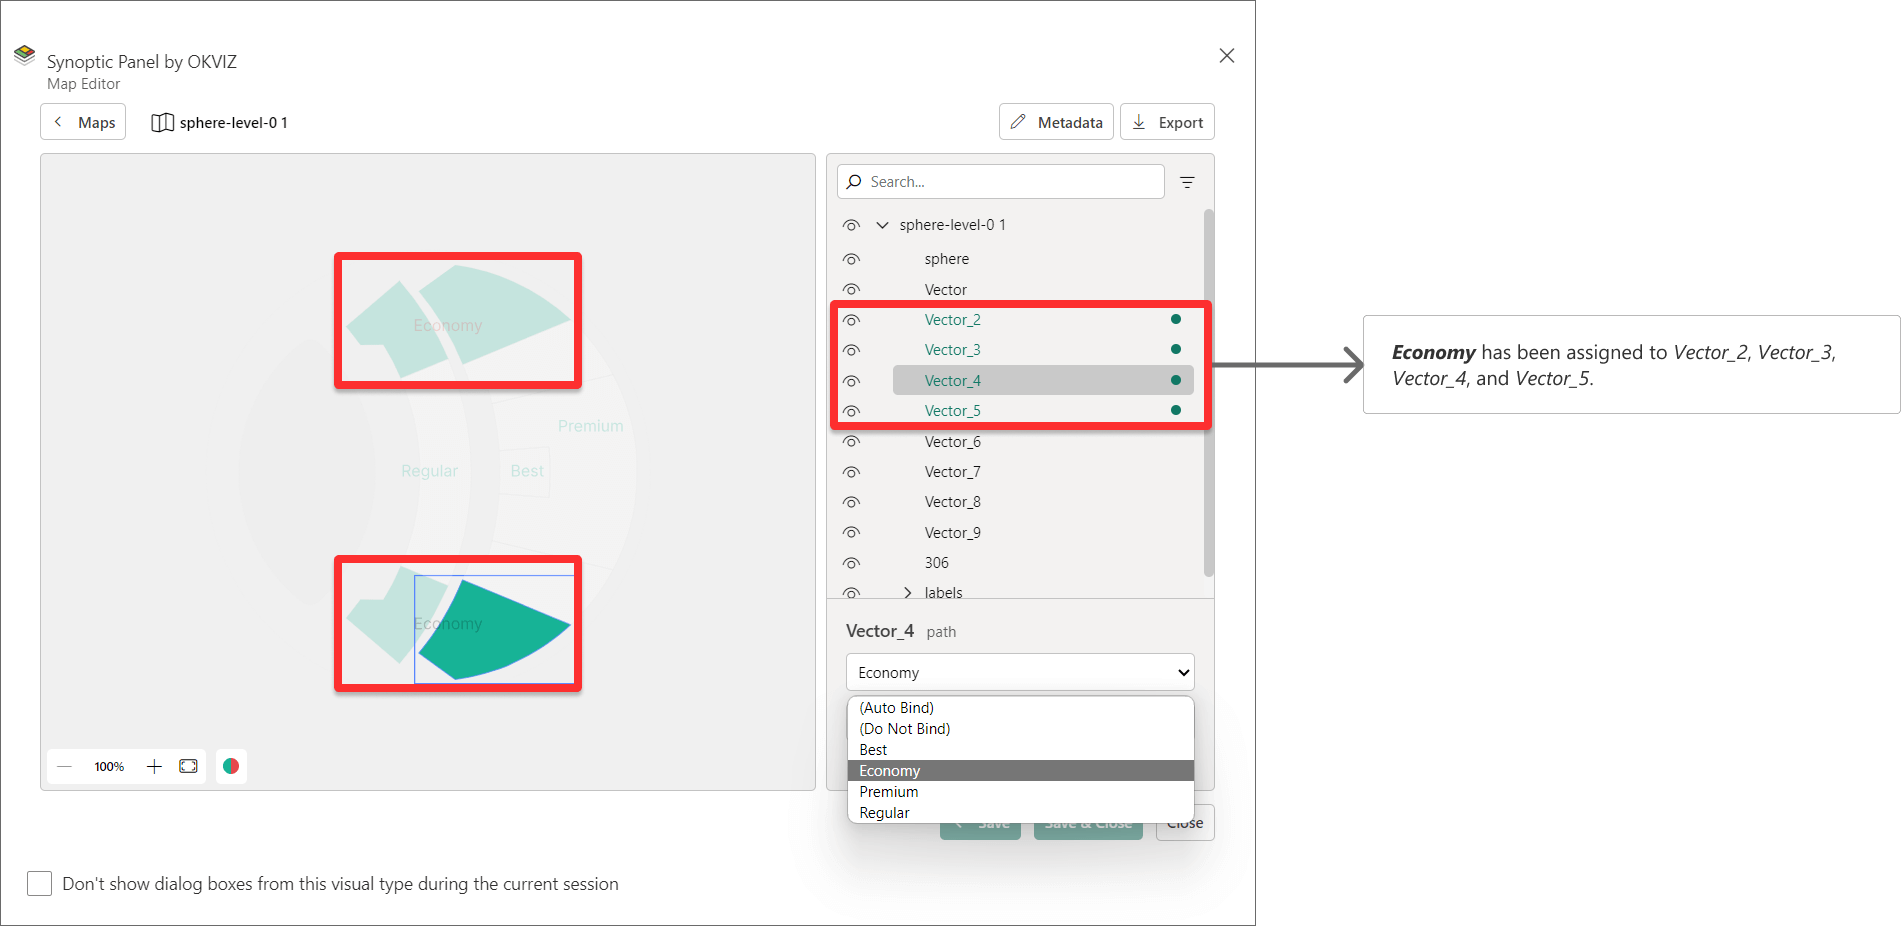 Synoptic Panel by OKVIZ
Map Editor
Maps
sphere-level-0 1
Metadata
Export
Economy
Premium
Regular
Best
Economy
100%
Search...
sphere-level-0 1
sphere
Vector
Vector_2
Vector_3
Vector_4
Vector_5
Vector_6
Vector_7
Vector_8
Vector_9
306
labels
Vector_4 path
Economy
(Auto Bind)
(Do Not Bind)
Best
Economy
Premium
Regular
Save
Save & Close
Close
Don't show dialog boxes from this visual type during the current session
Economy has been assigned to Vector_2, Vector_3,
Vector_4, and Vector_5.